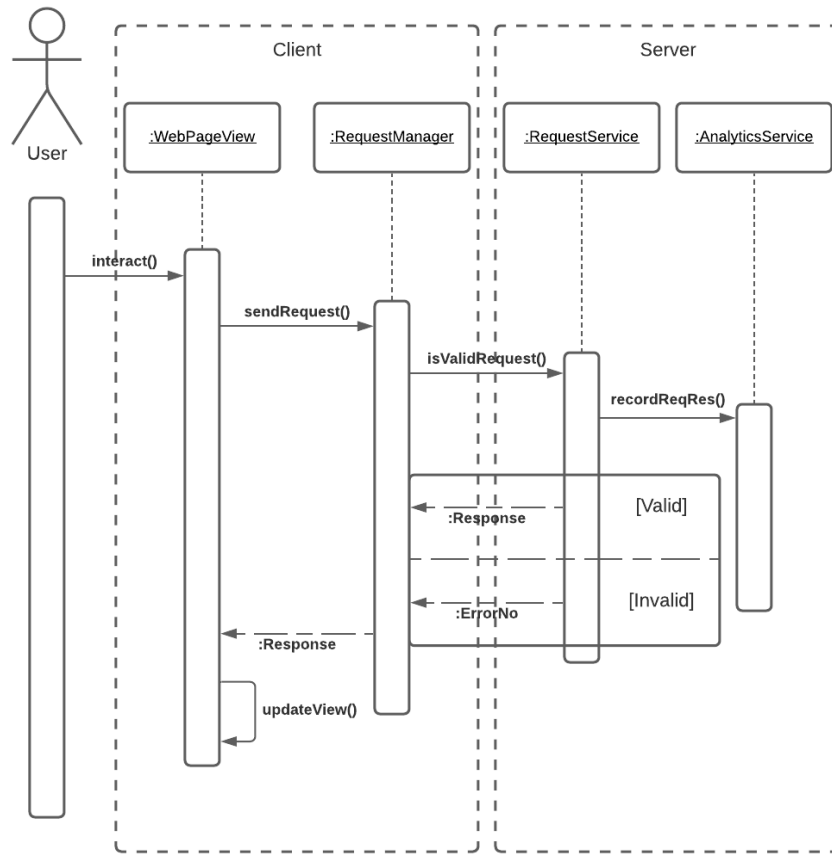 Client
Server
:WebPageView
:RequestManager
:RequestService
:AnalyticsService
User
interact()
sendRequest()
isValidRequest()
recordReqRes()
[Valid]
:Response
[Invalid]
:ErrorNo
:Response
updateView()